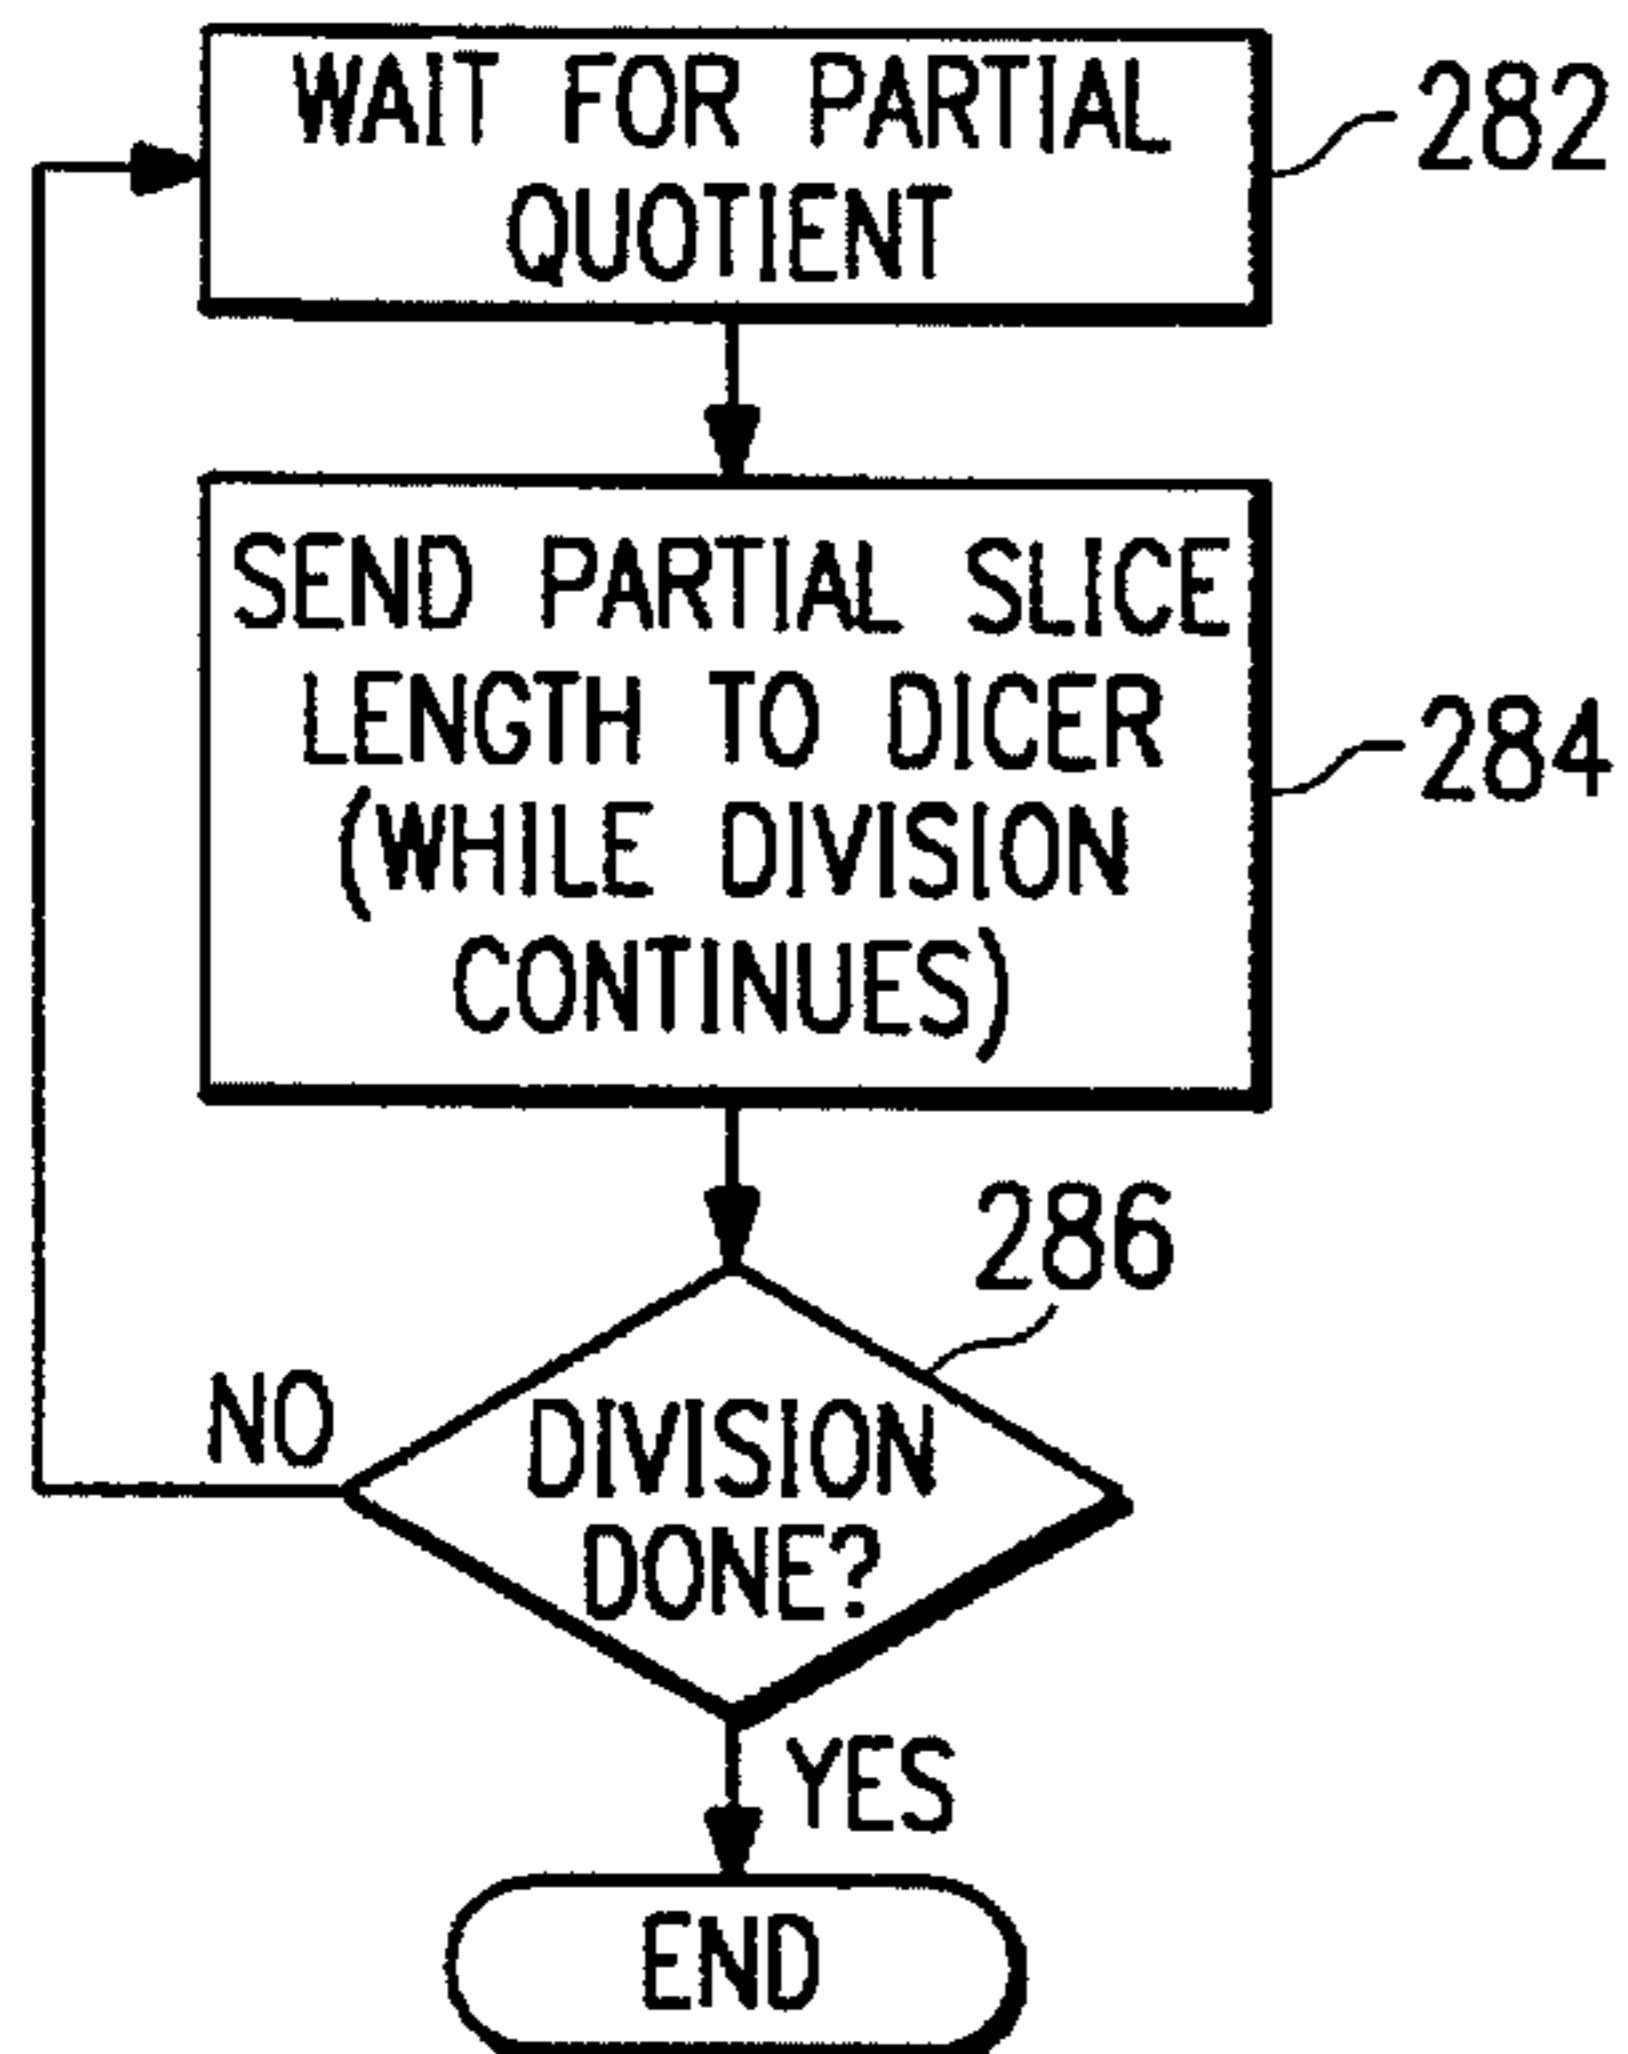 WAIT FOR PARTIAL
QUOTIENT
282
SEND PARTIAL SLICE
LENGTH TO DICER
(WHILE DIVISION
CONTINUES)
284
286
NO
DIVISION
DONE?
YES
END